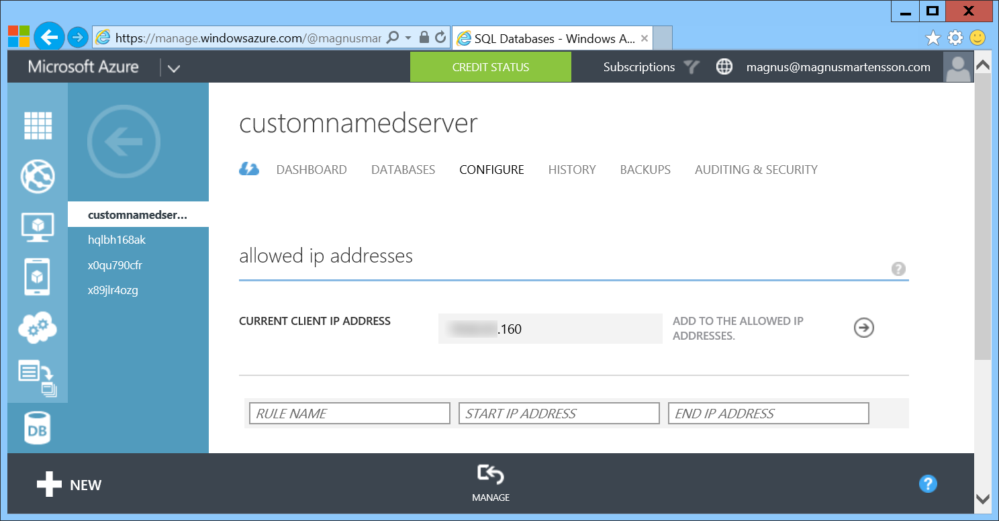 https://manage.windowsazure.com/@magnusmar
SQL Databases - Windows A...
Microsoft Azure
CREDIT STATUS
Subscriptions
magnus@magnusmartensson.com
customnamedser...
hqlbh168ak
x0qu790cfr
x89jlr4ozg
customnamedserver
DASHBOARD DATABASES CONFIGURE HISTORY BACKUPS AUDITING & SECURITY
allowed ip addresses
?
CURRENT CLIENT IP ADDRESS
.160
ADD TO THE ALLOWED IP
ADDRESSES.
RULE NAME
START IP ADDRESS
END IP ADDRESS
DB
NEW
MANAGE
?